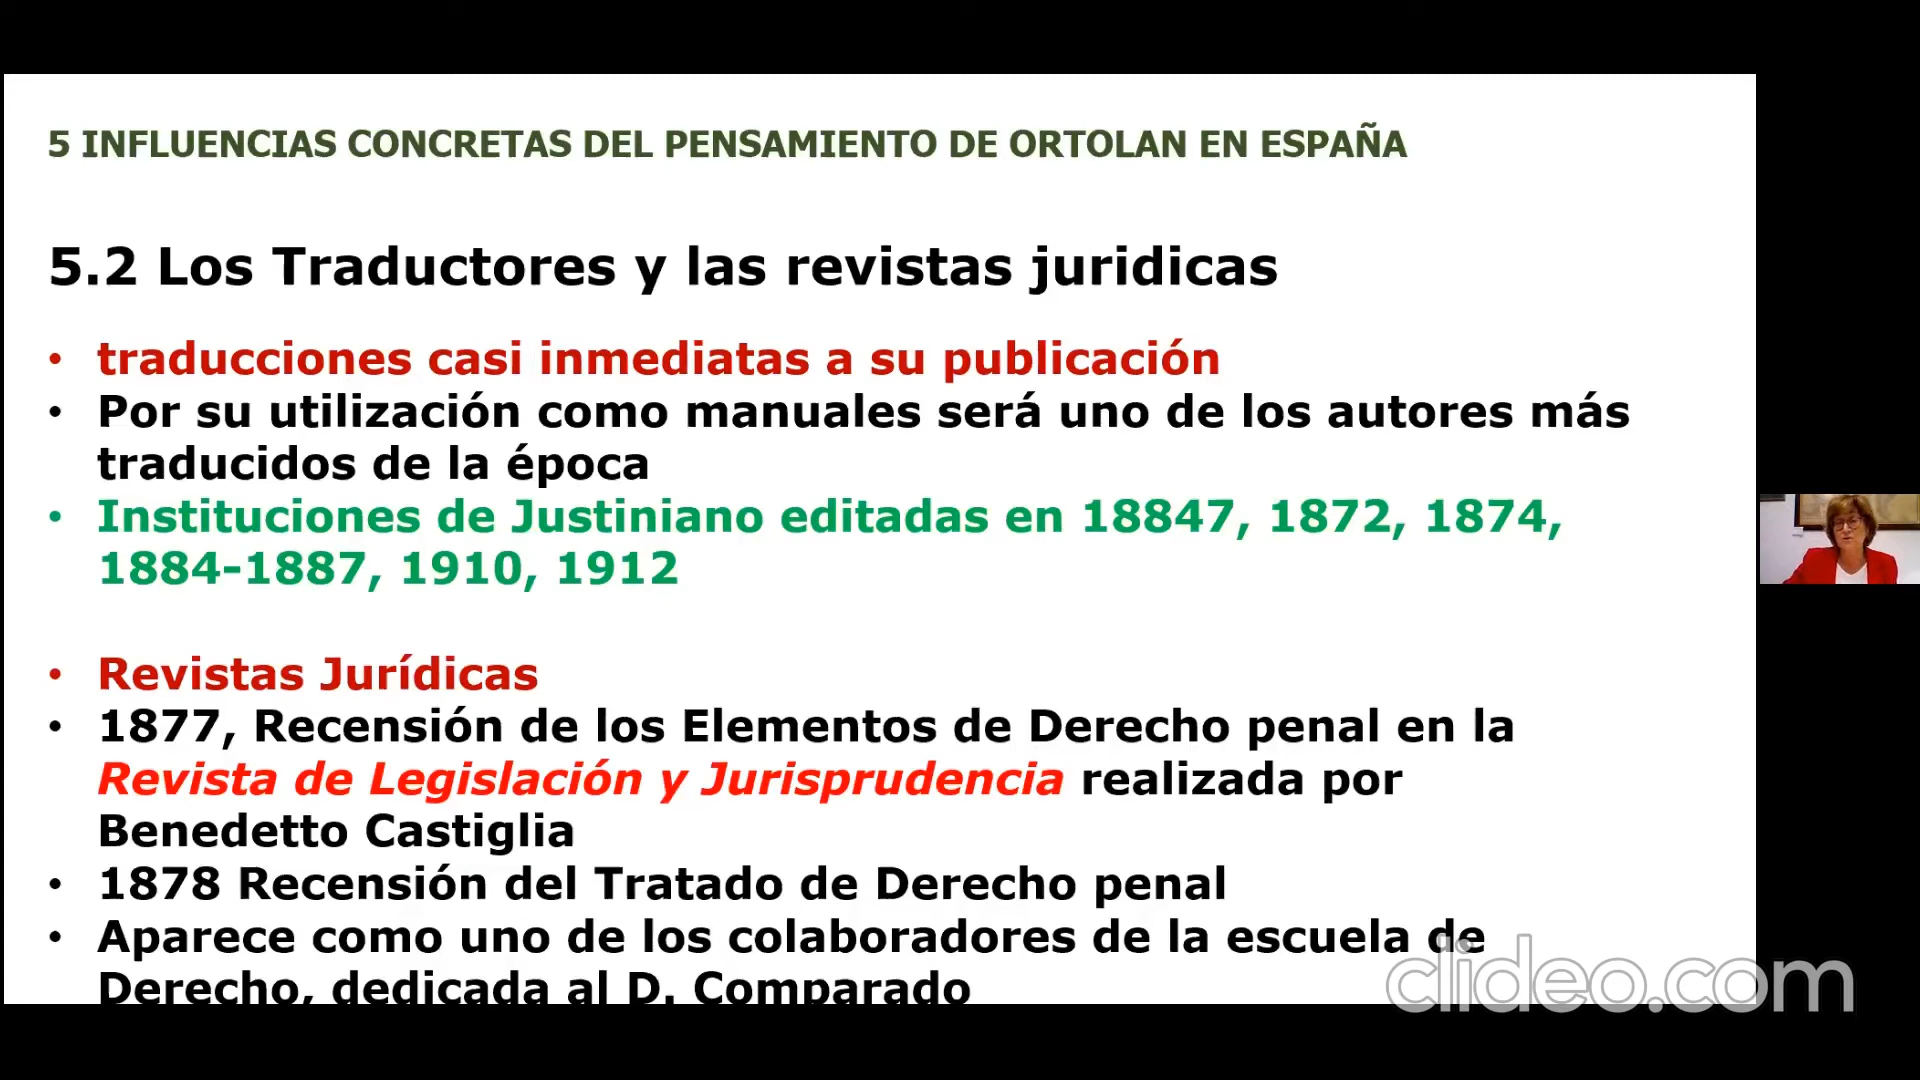 5 INFLUENCIAS CONCRETAS DEL PENSAMIENTO DE ORTOLAN EN ESPAÑA
5.2 Los Traductores y las revistas juridicas
• traducciones casi inmediatas a su publicación
• Por su utilización como manuales será uno de los autores más
traducidos de la época
• Instituciones de Justiniano editadas en 18847, 1872, 1874,
1884-1887, 1910, 1912
• Revistas Jurídicas
• 1877, Recensión de los Elementos de Derecho penal en la
Revista de Legislación y Jurisprudencia realizada por
Benedetto Castiglia
• 1878 Recensión del Tratado de Derecho penal
• Aparece como uno de los colaboradores de la escuela de
Derecho, dedicada al D. Comparado
clideo.com